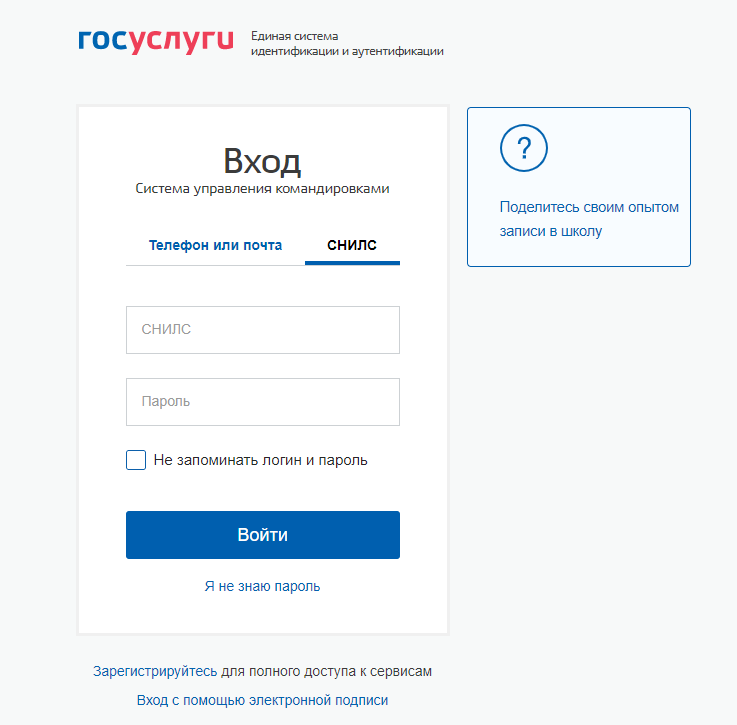 госуслуги
Единая система
идентификации и аутентификации
Вход
Система управления командировками
Телефон или почта
СНИЛС
СНИЛС
Пароль
Не запоминать логин и пароль
Войти
Я не знаю пароль
?
Поделитесь своим опытом
записи в школу
Зарегистрируйтесь для полного доступа к сервисам
Вход с помощью электронной подписи